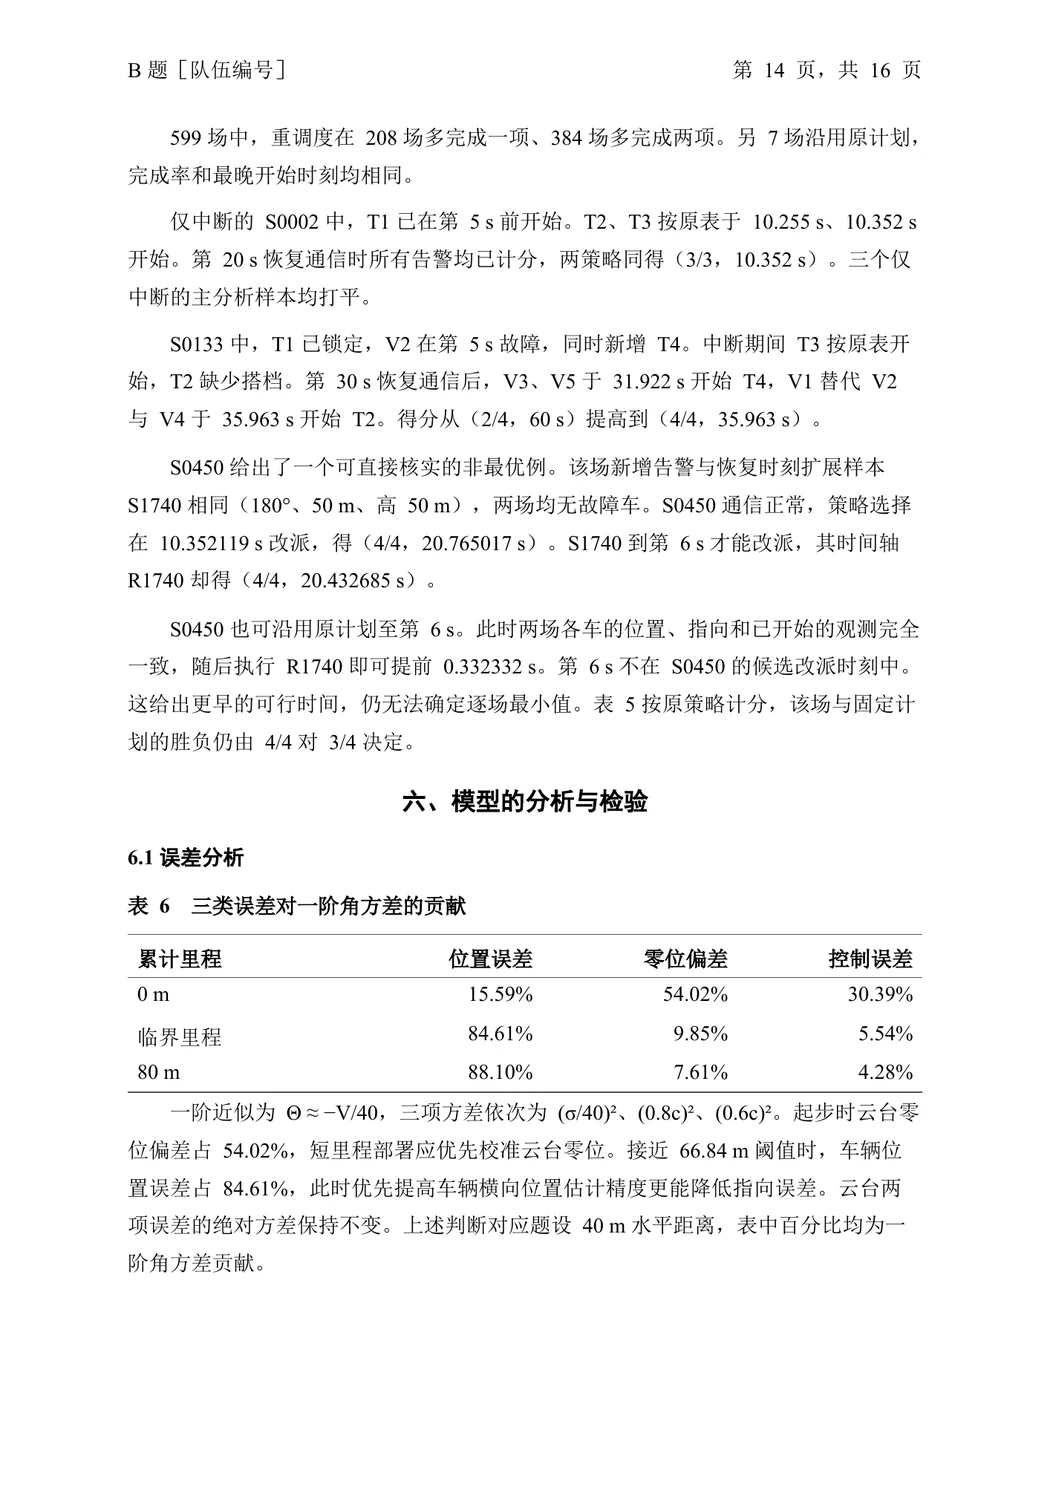 B 题［队伍编号］ 第 14 页，共 16 页
599 场中，重调度在 208 场多完成一项、384 场多完成两项。另 7 场沿用原计划，
完成率和最晚开始时刻均相同。
仅中断的 S0002 中，T1 已在第 5 s 前开始。T2、T3 按原表于 10.255 s、10.352 s
开始。第 20 s 恢复通信时所有告警均已计分，两策略同得（3/3，10.352 s）。三个仅
中断的主分析样本均打平。
S0133 中，T1 已锁定，V2 在第 5 s 故障，同时新增 T4。中断期间 T3 按原表开
始，T2 缺少搭档。第 30 s 恢复通信后，V3、V5 于 31.922 s 开始 T4，V1 替代 V2
与 V4 于 35.963 s 开始 T2。得分从（2/4，60 s）提高到（4/4，35.963 s）。
S0450 给出了一个可直接核实的非最优例。该场新增告警与恢复时刻扩展样本
S1740 相同（180°、50 m、高 50 m），两场均无故障车。S0450 通信正常，策略选择
在 10.352119 s 改派，得（4/4，20.765017 s）。S1740 到第 6 s 才能改派，其时间轴
R1740 却得（4/4，20.432685 s）。
S0450 也可沿用原计划至第 6 s。此时两场各车的位置、指向和已开始的观测完全
一致，随后执行 R1740 即可提前 0.332332 s。第 6 s 不在 S0450 的候选改派时刻中。
这给出更早的可行时间，仍无法确定逐场最小值。表 5 按原策略计分，该场与固定计
划的胜负仍由 4/4 对 3/4 决定。
六、模型的分析与检验
6.1 误差分析
表 6 三类误差对一阶角方差的贡献
累计里程 位置误差 零位偏差 控制误差
0 m 15.59% 54.02% 30.39%
临界里程 84.61% 9.85% 5.54%
80 m 88.10% 7.61% 4.28%
一阶近似为 Θ ≈ −V/40，三项方差依次为 (σ/40)²、(0.8c)²、(0.6c)²。起步时云台零
位偏差占 54.02%，短里程部署应优先校准云台零位。接近 66.84 m 阈值时，车辆位
置误差占 84.61%，此时优先提高车辆横向位置估计精度更能降低指向误差。云台两
项误差的绝对方差保持不变。上述判断对应题设 40 m 水平距离，表中百分比均为一
阶角方差贡献。